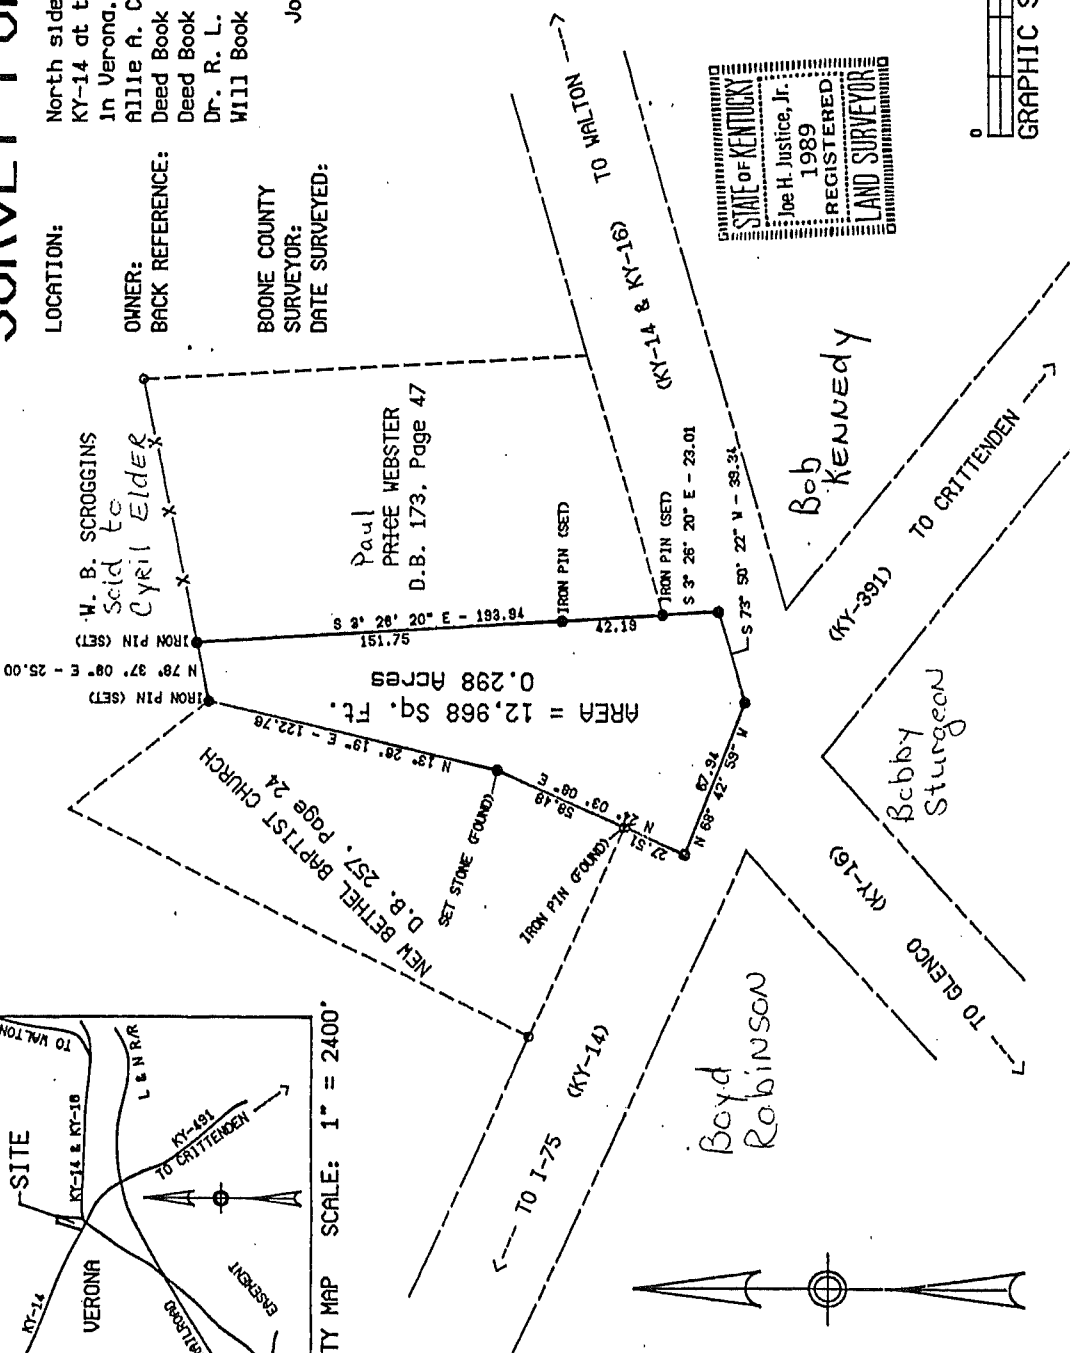 SURVEY FOR
LOCATION:
North side
KY-14 at t
in Verona.
OWNER:
Allie A. C
BACK REFERENCE:
Deed Book
Deed Book
Dr. R. L.
Will Book
BOONE COUNTY
SURVEYOR:
Jo
DATE SURVEYED:
W. B. SCROGGINS
Sold to
Cyril Elder
IRON PIN (SET)
N 78° 37' 09" E - 25.00
IRON PIN (SET)
Paul
PRICE WEBSTER
D.B. 173, Page 47
S 3° 26' 20" E - 193.94
151.75
IRON PIN (SET)
42.19
IRON PIN (SET)
S 3° 26' 20" E - 23.01
S 73° 50' 22" W - 39.34
AREA = 12,968 Sq. Ft.
0.298 Acres
N 13° 26' 19" E - 122.76
NEW BETHEL BAPTIST CHURCH
D.B. 257, Page 24
SET STONE (FOUND)
58.49
N 24° 03' 08" E
IRON PIN (FOUND)
27.51
67.94
N 68° 42' 59" W
TO WALTON
(KY-14 & KY-16)
STATE OF KENTUCKY
Joe H. Justice, Jr.
1989
REGISTERED
LAND SURVEYOR
0
GRAPHIC S
Bob
KENNEDY
(KY-391)
TO CRITTENDEN
Bobby
Sturgeon
(KY-16)
TO GLENCO
(KY-14)
TO I-75
Boyd
Robinson
SITE
TO WALTON
KY-14 & KY-16
L & N R/R
KY-491
TO CRITTENDEN
KY-14
VERONA
RAILROAD
EASEMENT
TY MAP SCALE: 1" = 2400'